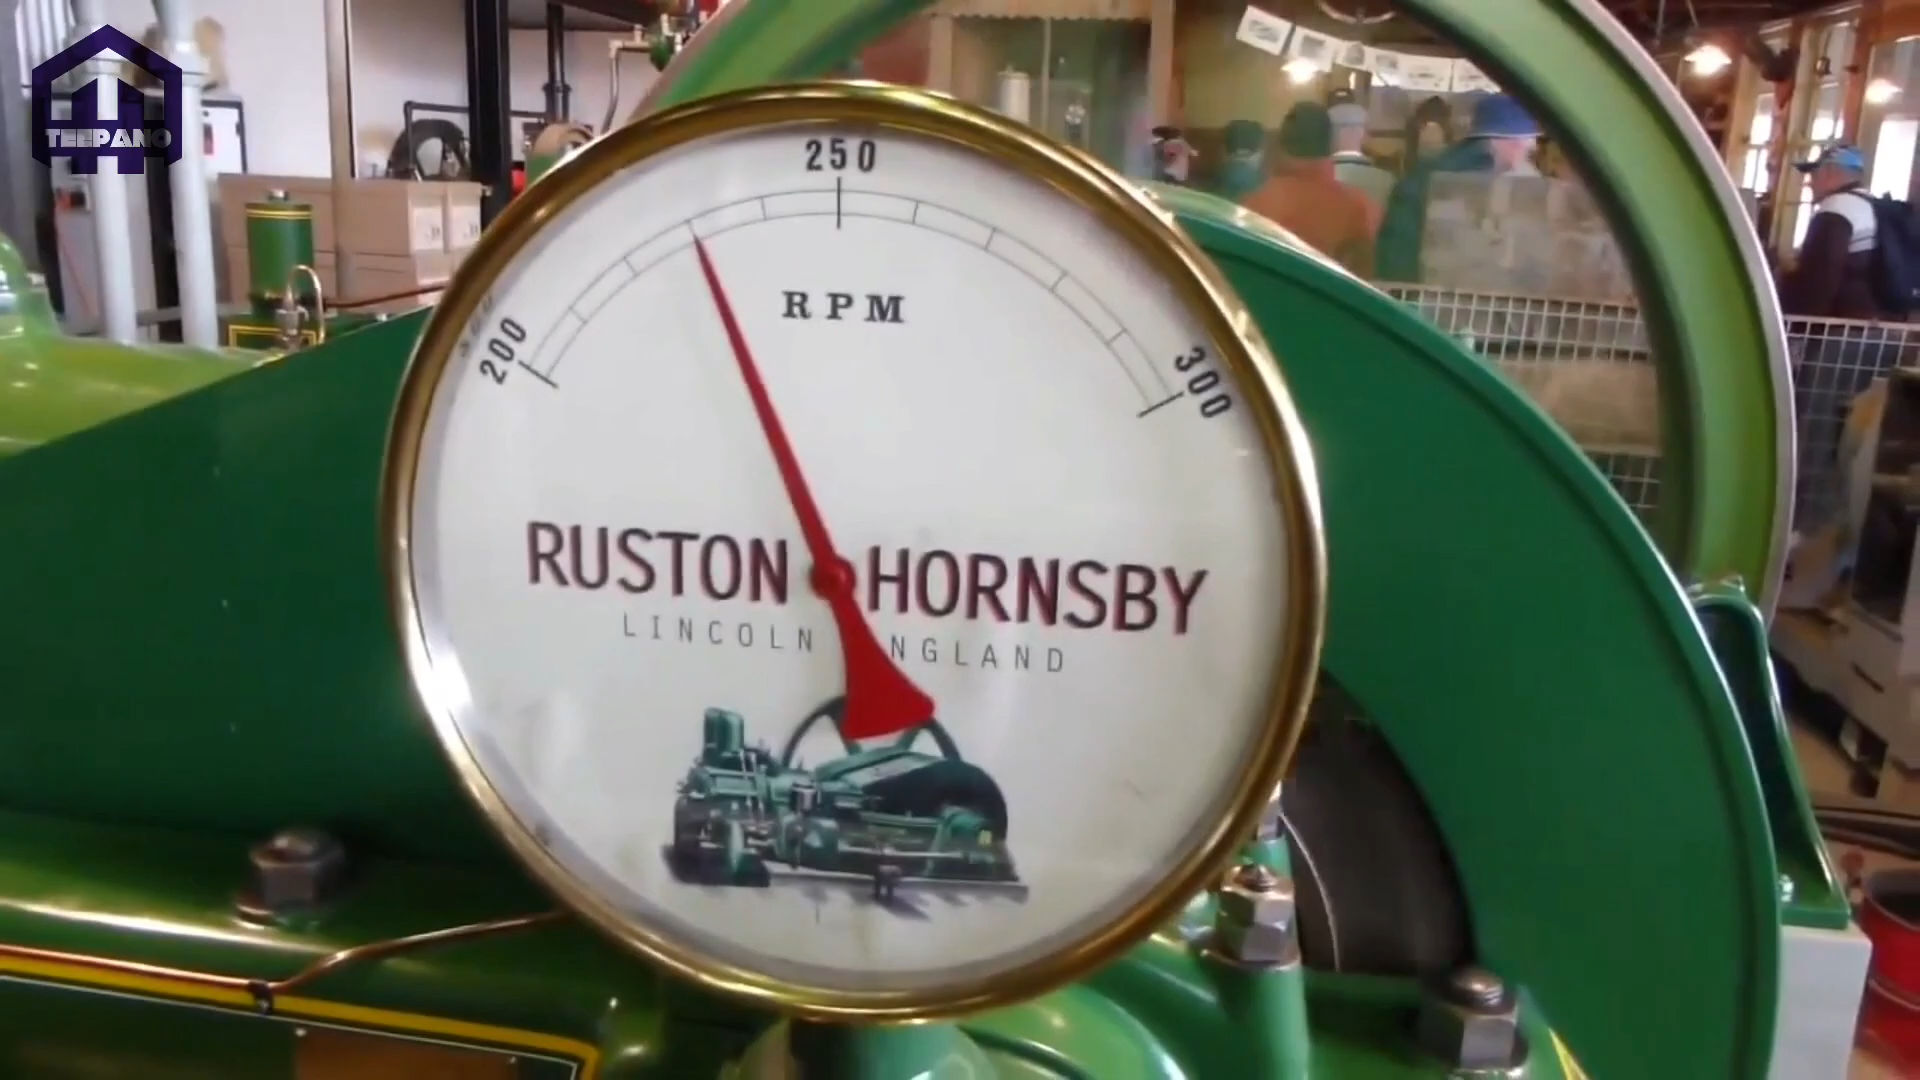 TEEPANO
250
200
300
RPM
RUSTON HORNSBY
LINCOLN NGLAND